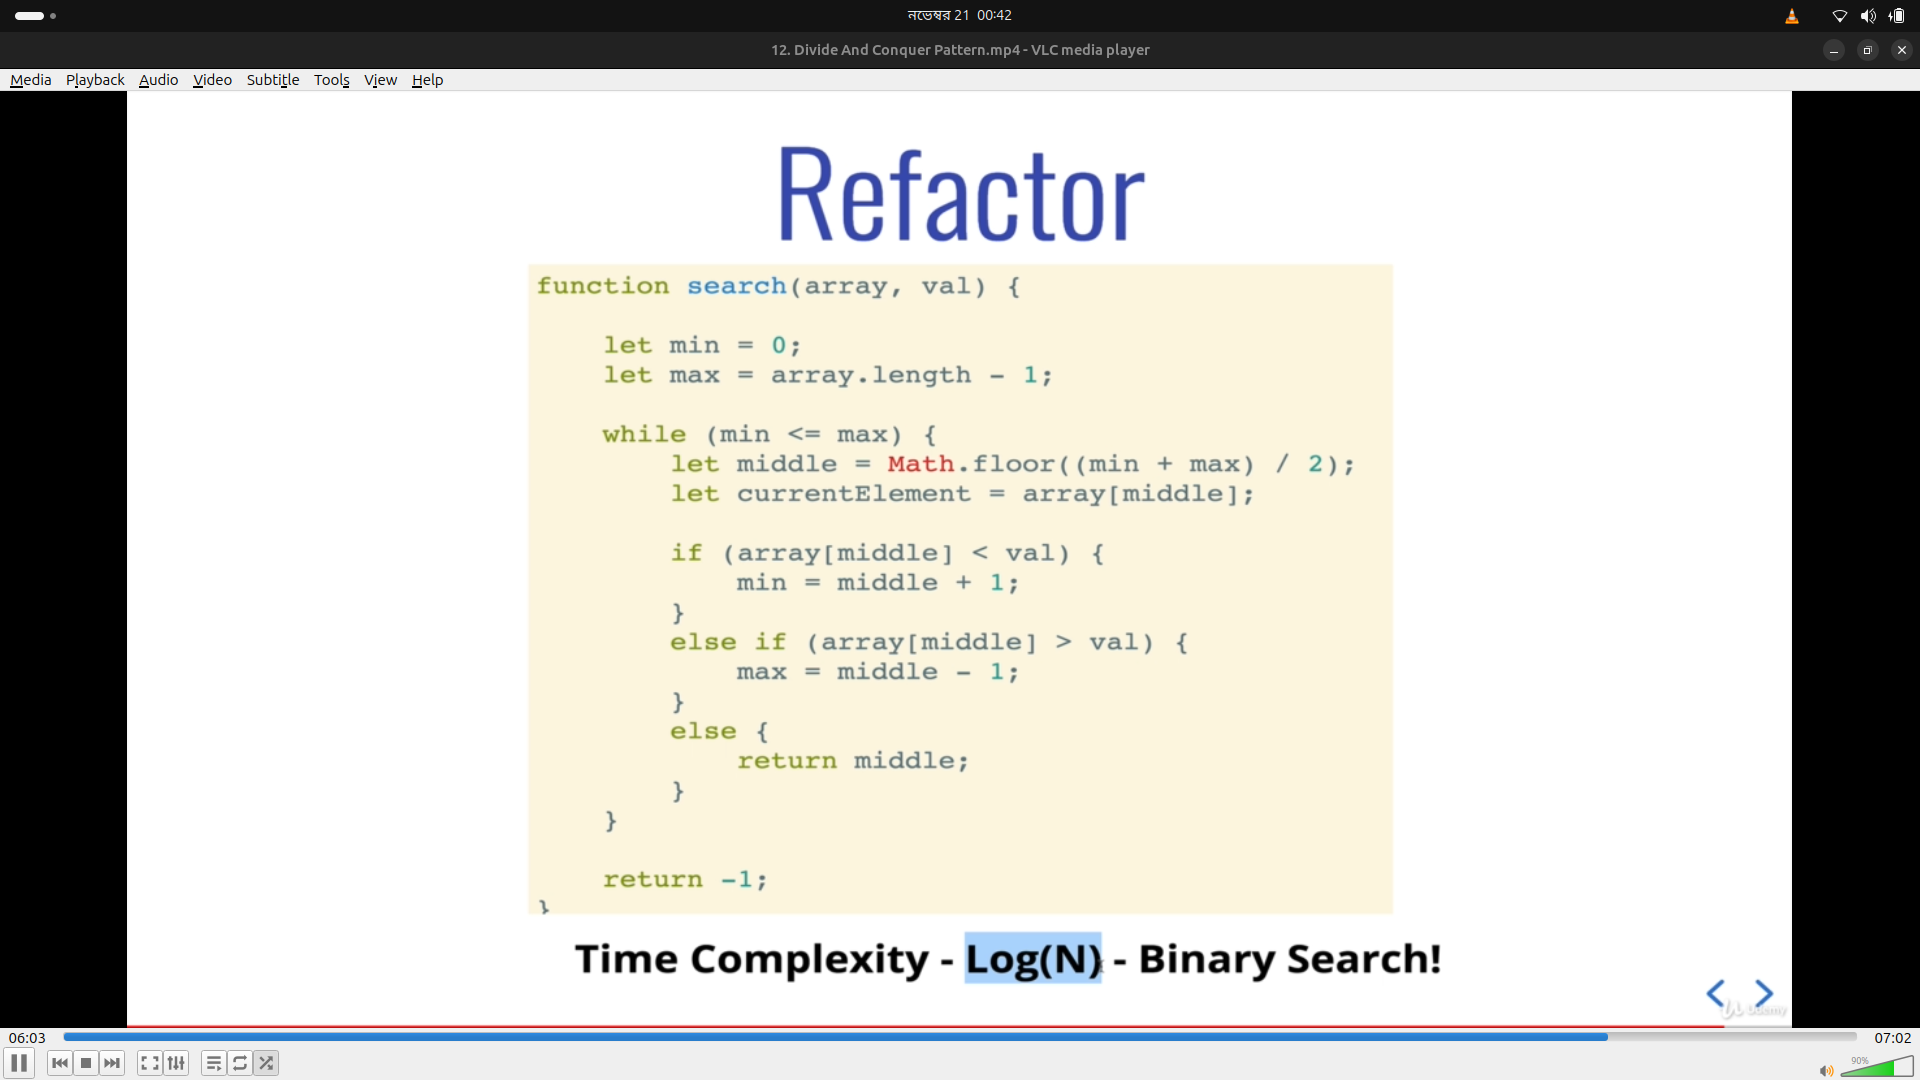 নভেম্বর 21 00:42
12. Divide And Conquer Pattern.mp4 - VLC media player
Media Playback Audio Video Subtitle Tools View Help
Refactor
function search(array, val) {
let min = 0;
let max = array.length - 1;
while (min <= max) {
let middle = Math.floor((min + max) / 2);
let currentElement = array[middle];
if (array[middle] < val) {
min = middle + 1;
}
else if (array[middle] > val) {
max = middle - 1;
}
else {
return middle;
}
}
return -1;
}
Time Complexity - Log(N) - Binary Search!
Udemy
06:03 07:02
90%